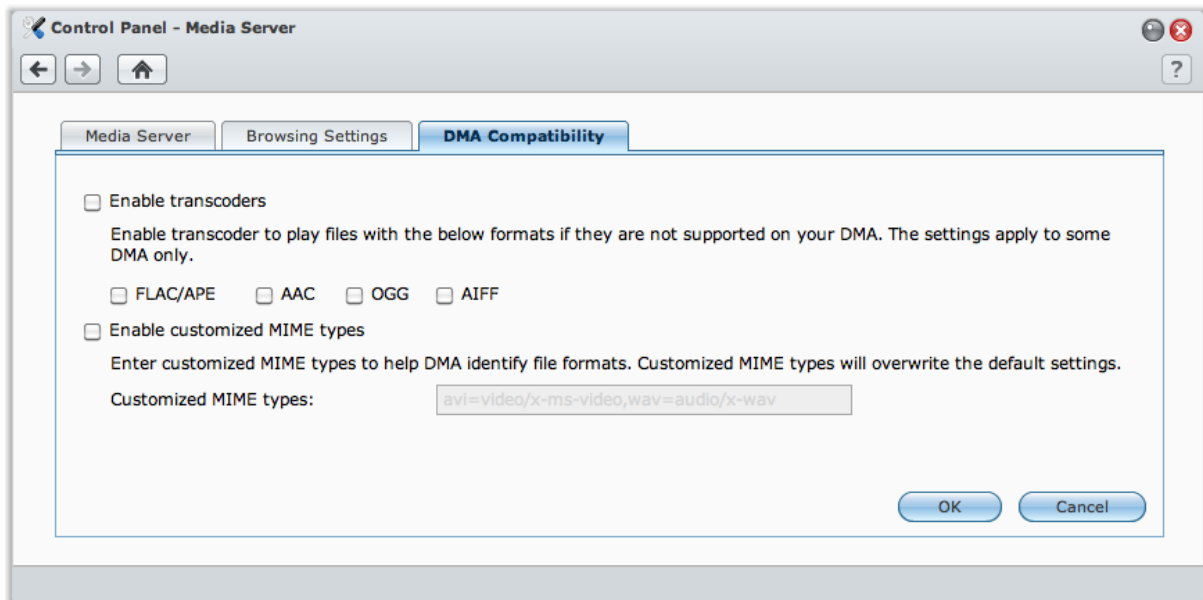 Control Panel - Media Server
?
Media Server
Browsing Settings
DMA Compatibility
Enable transcoders
Enable transcoder to play files with the below formats if they are not supported on your DMA. The settings apply to some
DMA only.
FLAC/APE AAC OGG AIFF
Enable customized MIME types
Enter customized MIME types to help DMA identify file formats. Customized MIME types will overwrite the default settings.
Customized MIME types: avi=video/x-ms-video,wav=audio/x-wav
OK Cancel